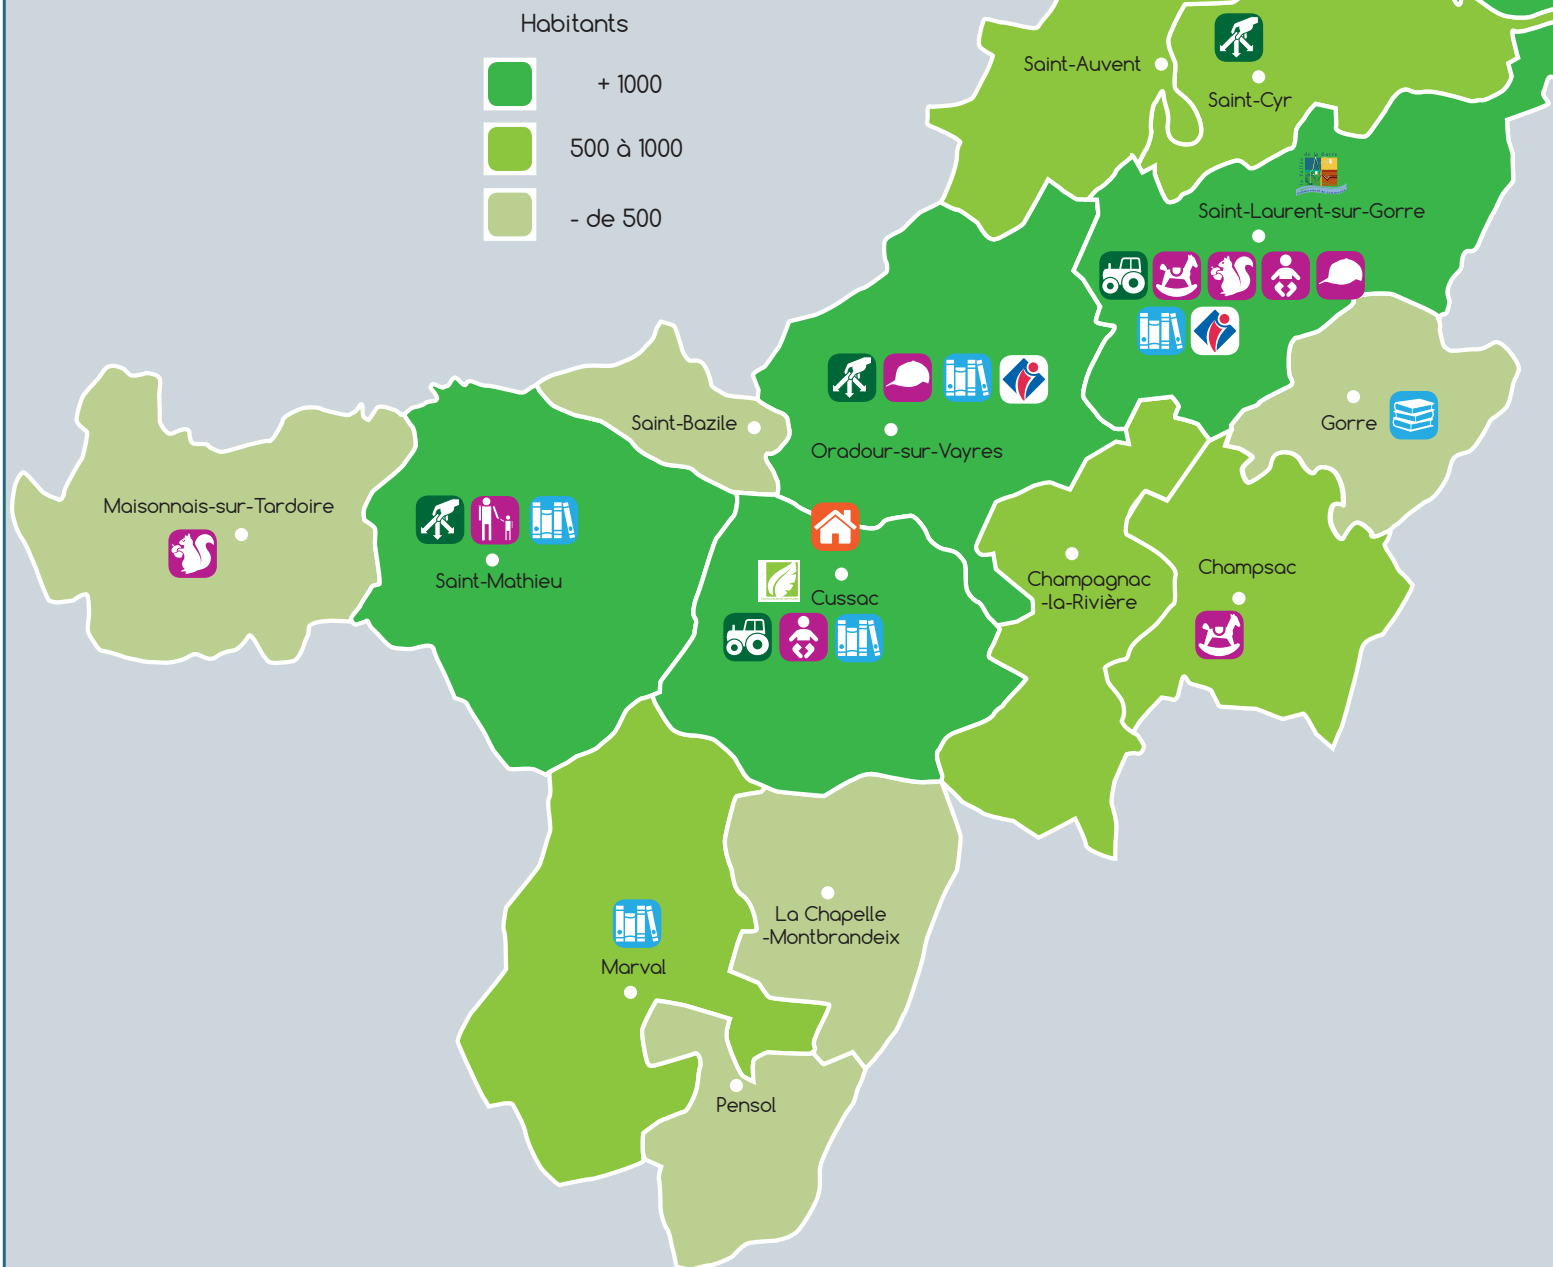 Habitants
+ 1000
500 à 1000
- de 500
Saint-Auvent
Saint-Cyr
Saint-Laurent-sur-Gorre
Saint-Bazile
Oradour-sur-Vayres
Gorre
Maisonnais-sur-Tardoire
Saint-Mathieu
Cussac
Champagnac
-la-Rivière
Champsac
La Chapelle
-Montbrandeix
Marval
Pensol